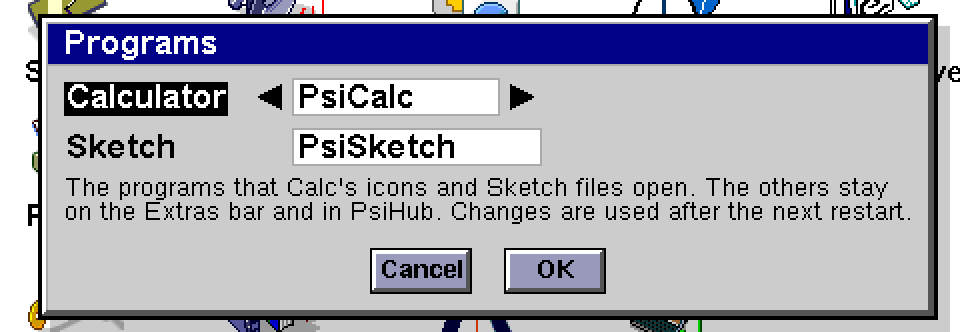 Programs
Calculator PsiCalc
Sketch PsiSketch
The programs that Calc's icons and Sketch files open. The others stay
on the Extras bar and in PsiHub. Changes are used after the next restart.
Cancel OK